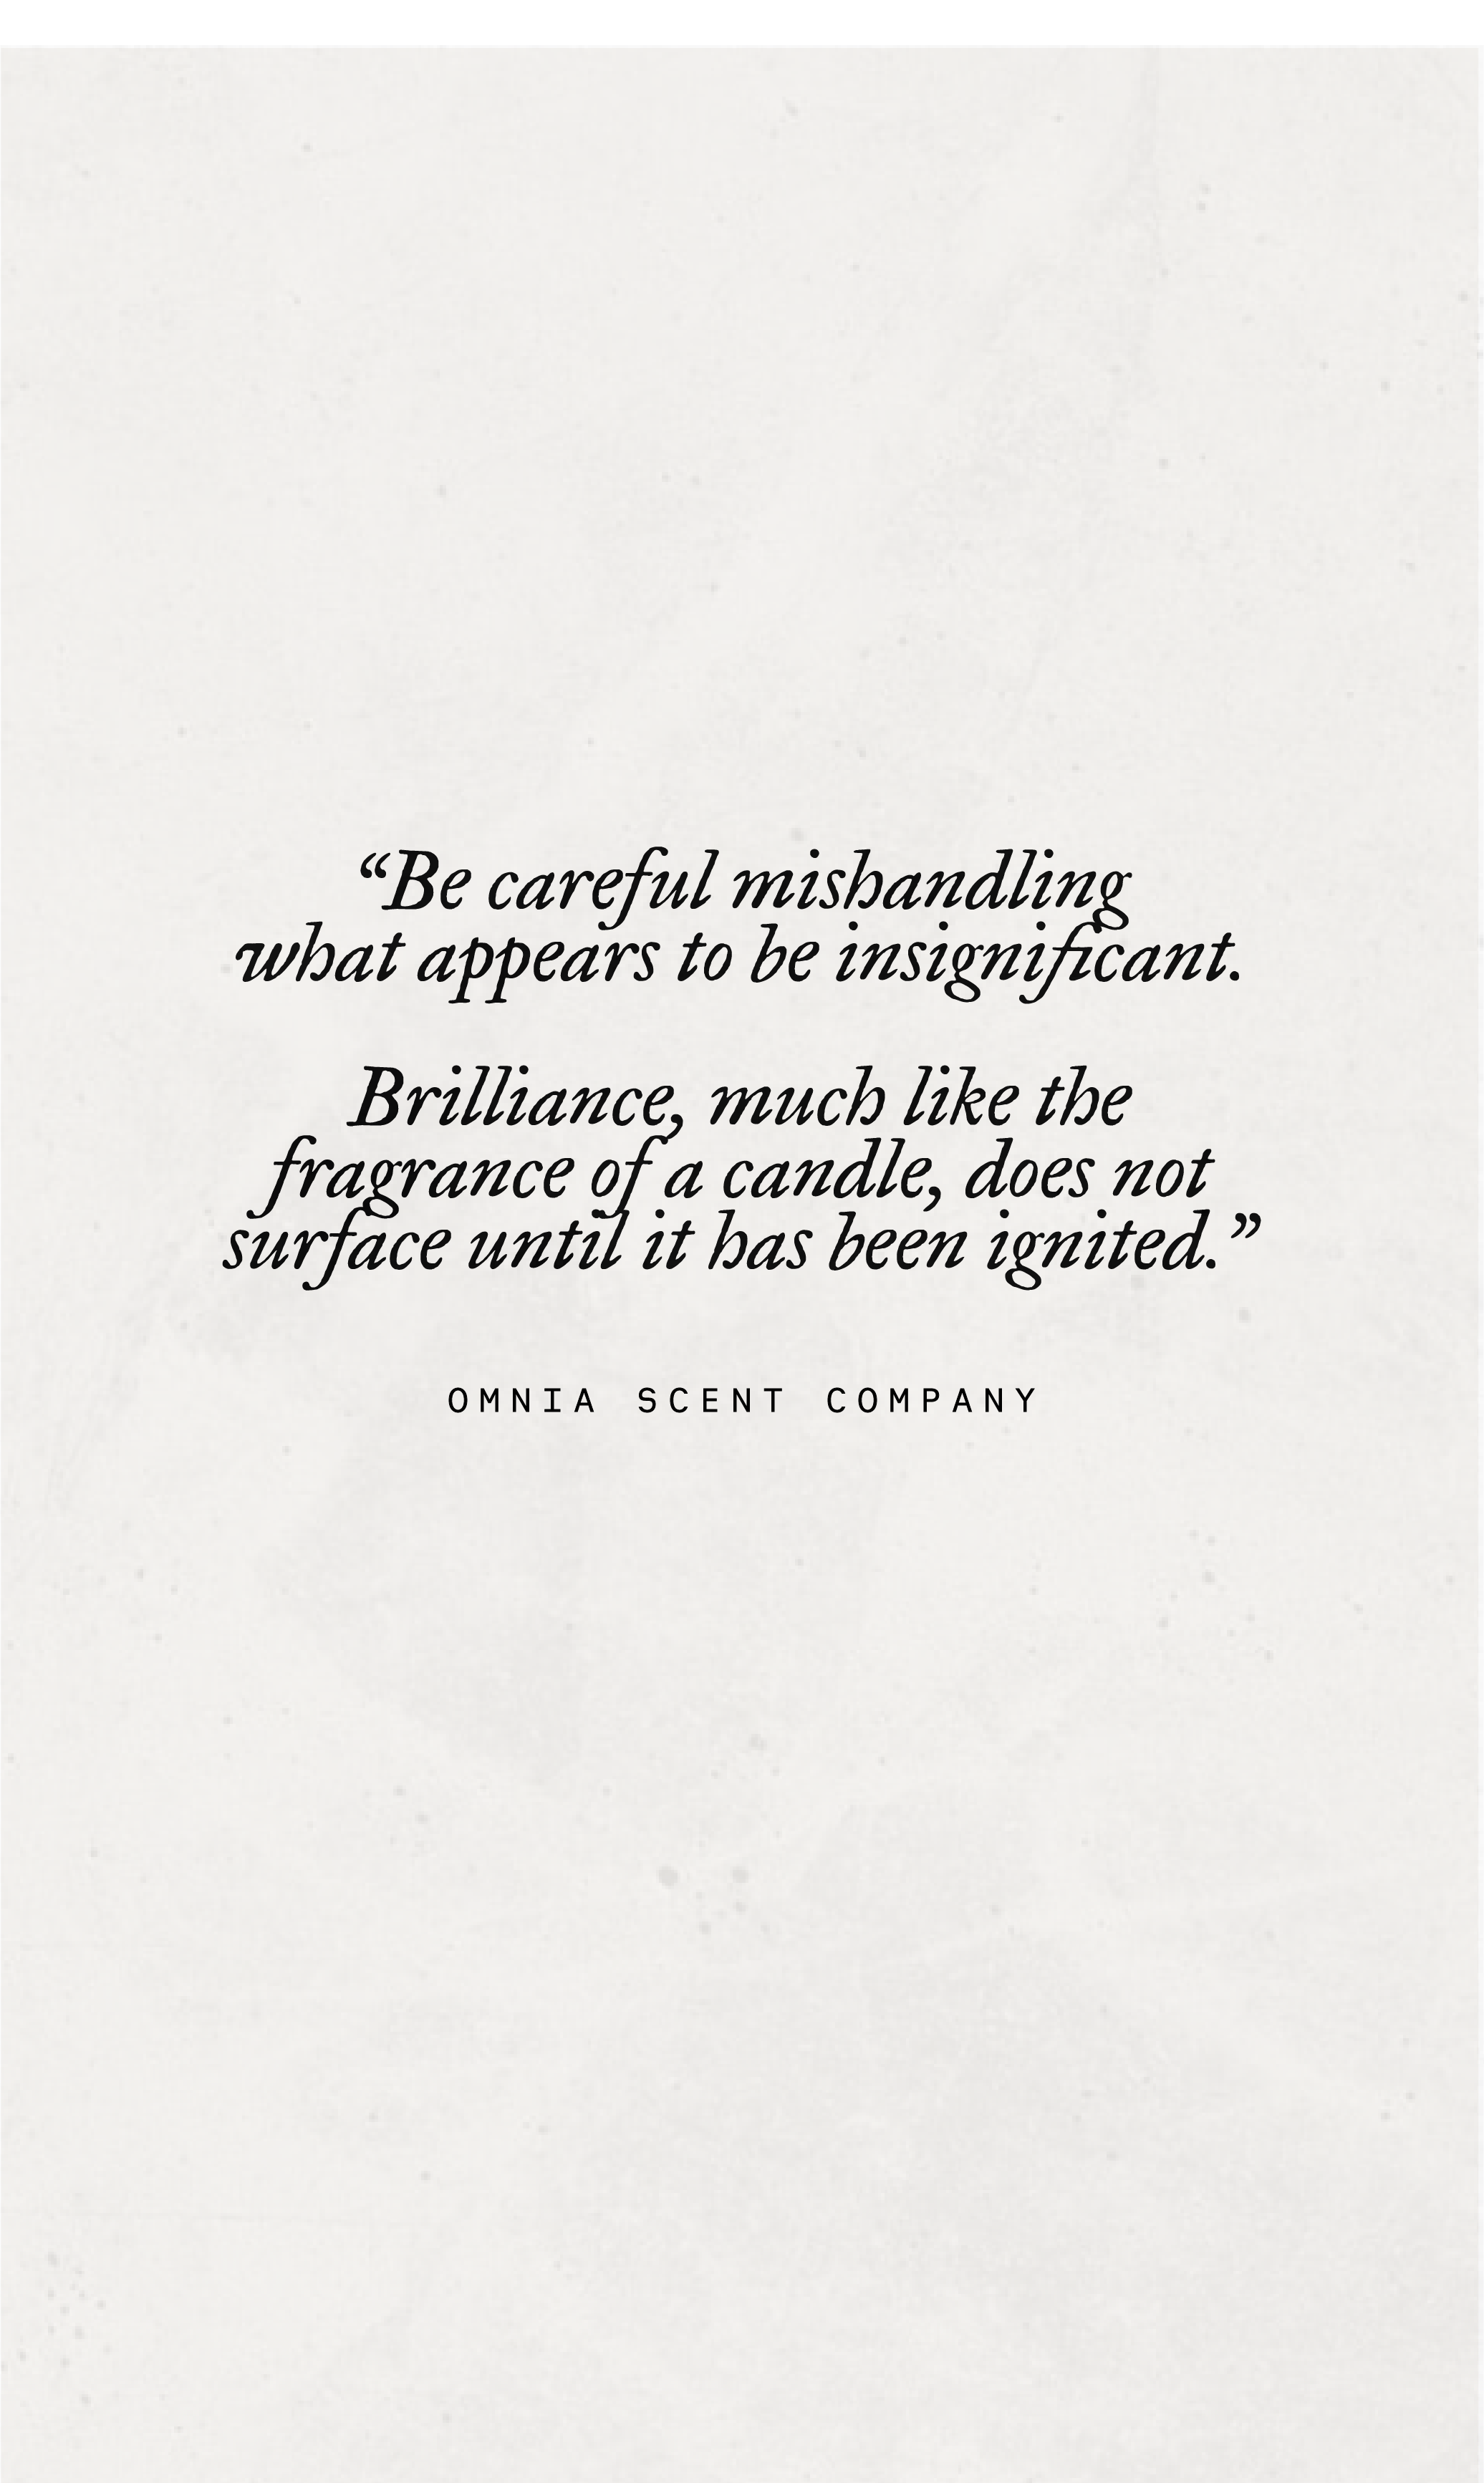 “Be careful mishandling
what appears to be insignificant.
Brilliance, much like the
fragrance of a candle, does not
surface until it has been ignited.”
OMNIA SCENT COMPANY